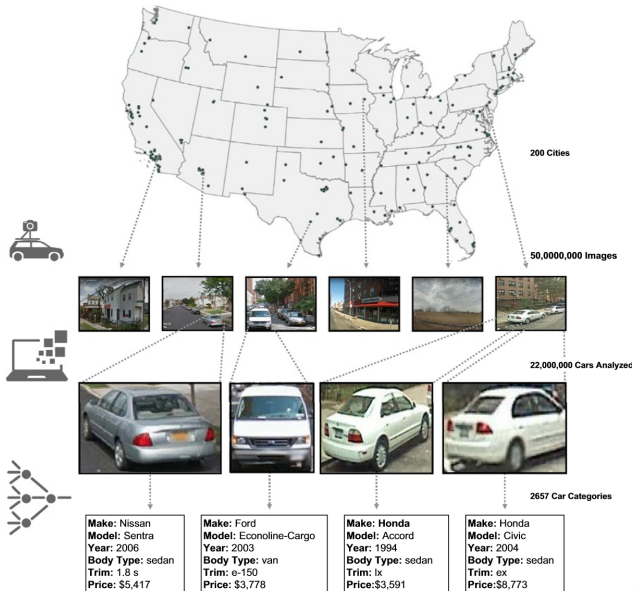 200 Cities
50,0000,000 Images
22,000,000 Cars Analyzed
2657 Car Categories
Make: Nissan
Model: Sentra
Year: 2006
Body Type: sedan
Trim: 1.8 s
Price: $5,417
Make: Ford
Model: Econoline-Cargo
Year: 2003
Body Type: van
Trim: e-150
Price: $3,778
Make: Honda
Model: Accord
Year: 1994
Body Type: sedan
Trim: lx
Price:$3,591
Make: Honda
Model: Civic
Year: 2004
Body Type: sedan
Trim: ex
Price:$8,773